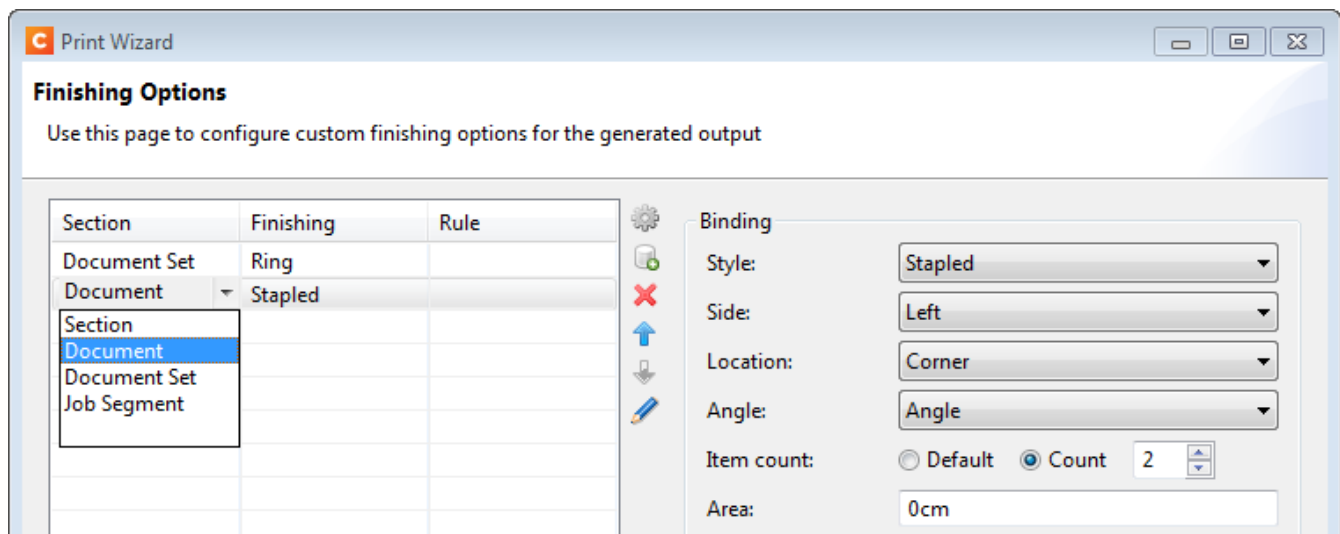 C Print Wizard
Finishing Options
Use this page to configure custom finishing options for the generated output
Section Finishing Rule
Document Set Ring
Document Stapled
Section
Document
Document Set
Job Segment
Binding
Style: Stapled
Side: Left
Location: Corner
Angle: Angle
Item count: Default Count 2
Area: 0cm